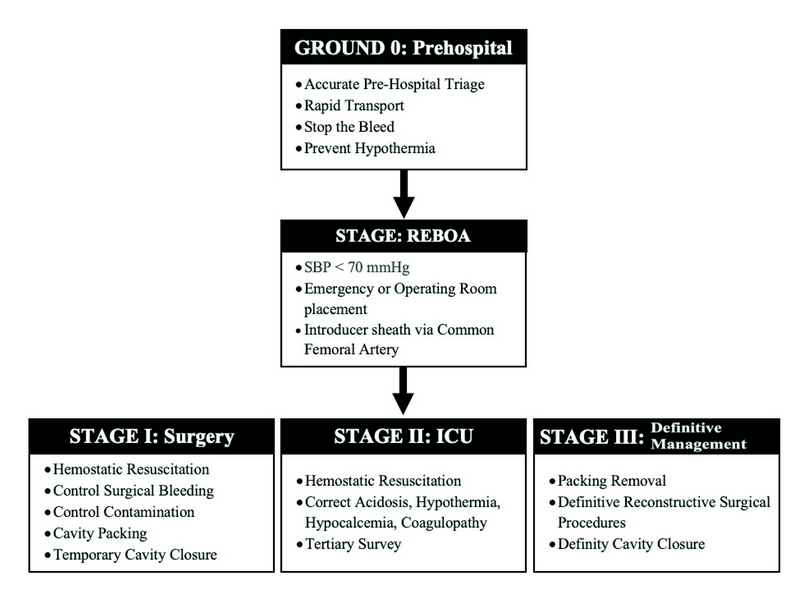 GROUND 0: Prehospital
•Accurate Pre-Hospital Triage
•Rapid Transport
•Stop the Bleed
•Prevent Hypothermia
STAGE: REBOA
•SBP < 70 mmHg
•Emergency or Operating Room
placement
•Introducer sheath via Common
Femoral Artery
STAGE I: Surgery
•Hemostatic Resuscitation
•Control Surgical Bleeding
•Control Contamination
•Cavity Packing
•Temporary Cavity Closure
STAGE II: ICU
•Hemostatic Resuscitation
•Correct Acidosis, Hypothermia,
Hypocalcemia, Coagulopathy
•Tertiary Survey
STAGE III: Definitive
Management
•Packing Removal
•Definitive Reconstructive Surgical
Procedures
•Definity Cavity Closure